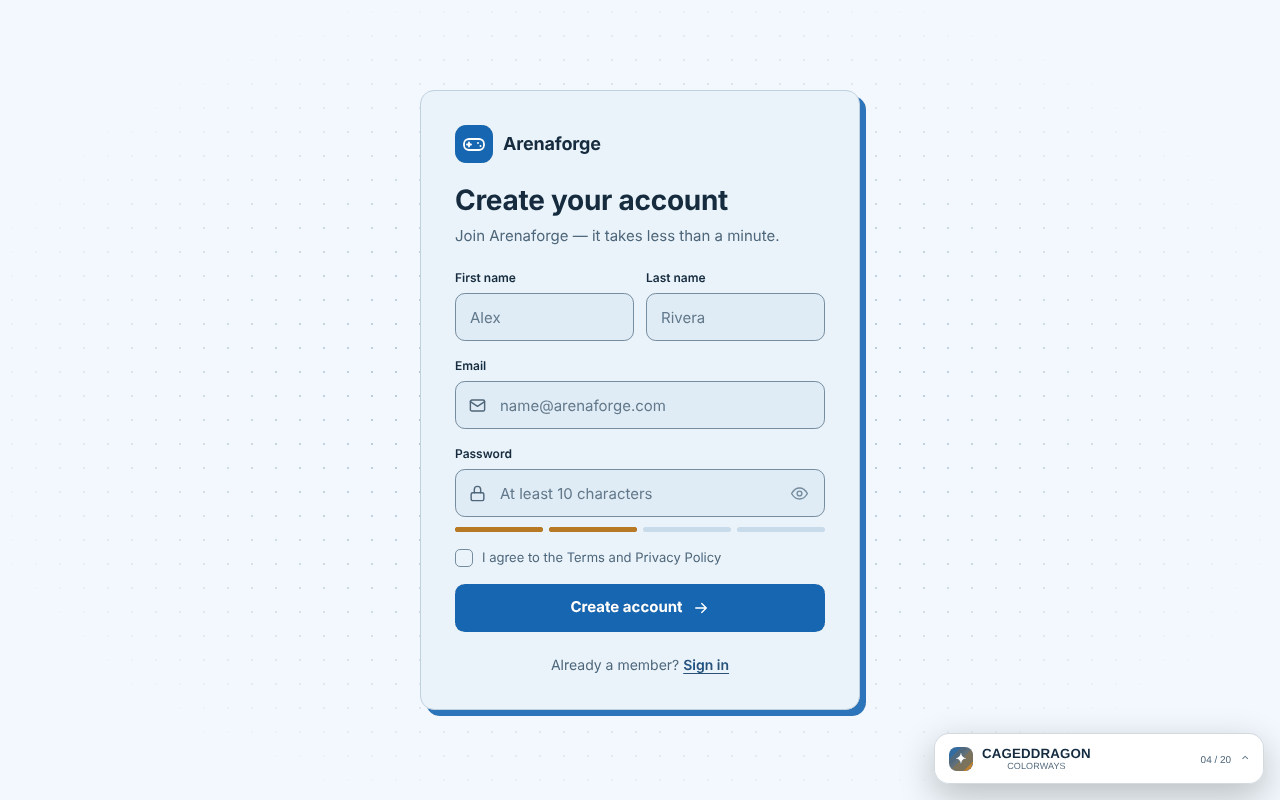 Arenaforge
Create your account
Join Arenaforge — it takes less than a minute.
First name
Last name
Alex
Rivera
Email
name@arenaforge.com
Password
At least 10 characters
I agree to the Terms and Privacy Policy
Create account →
Already a member? Sign in
CAGEDDRAGON
COLORWAYS
04 / 20